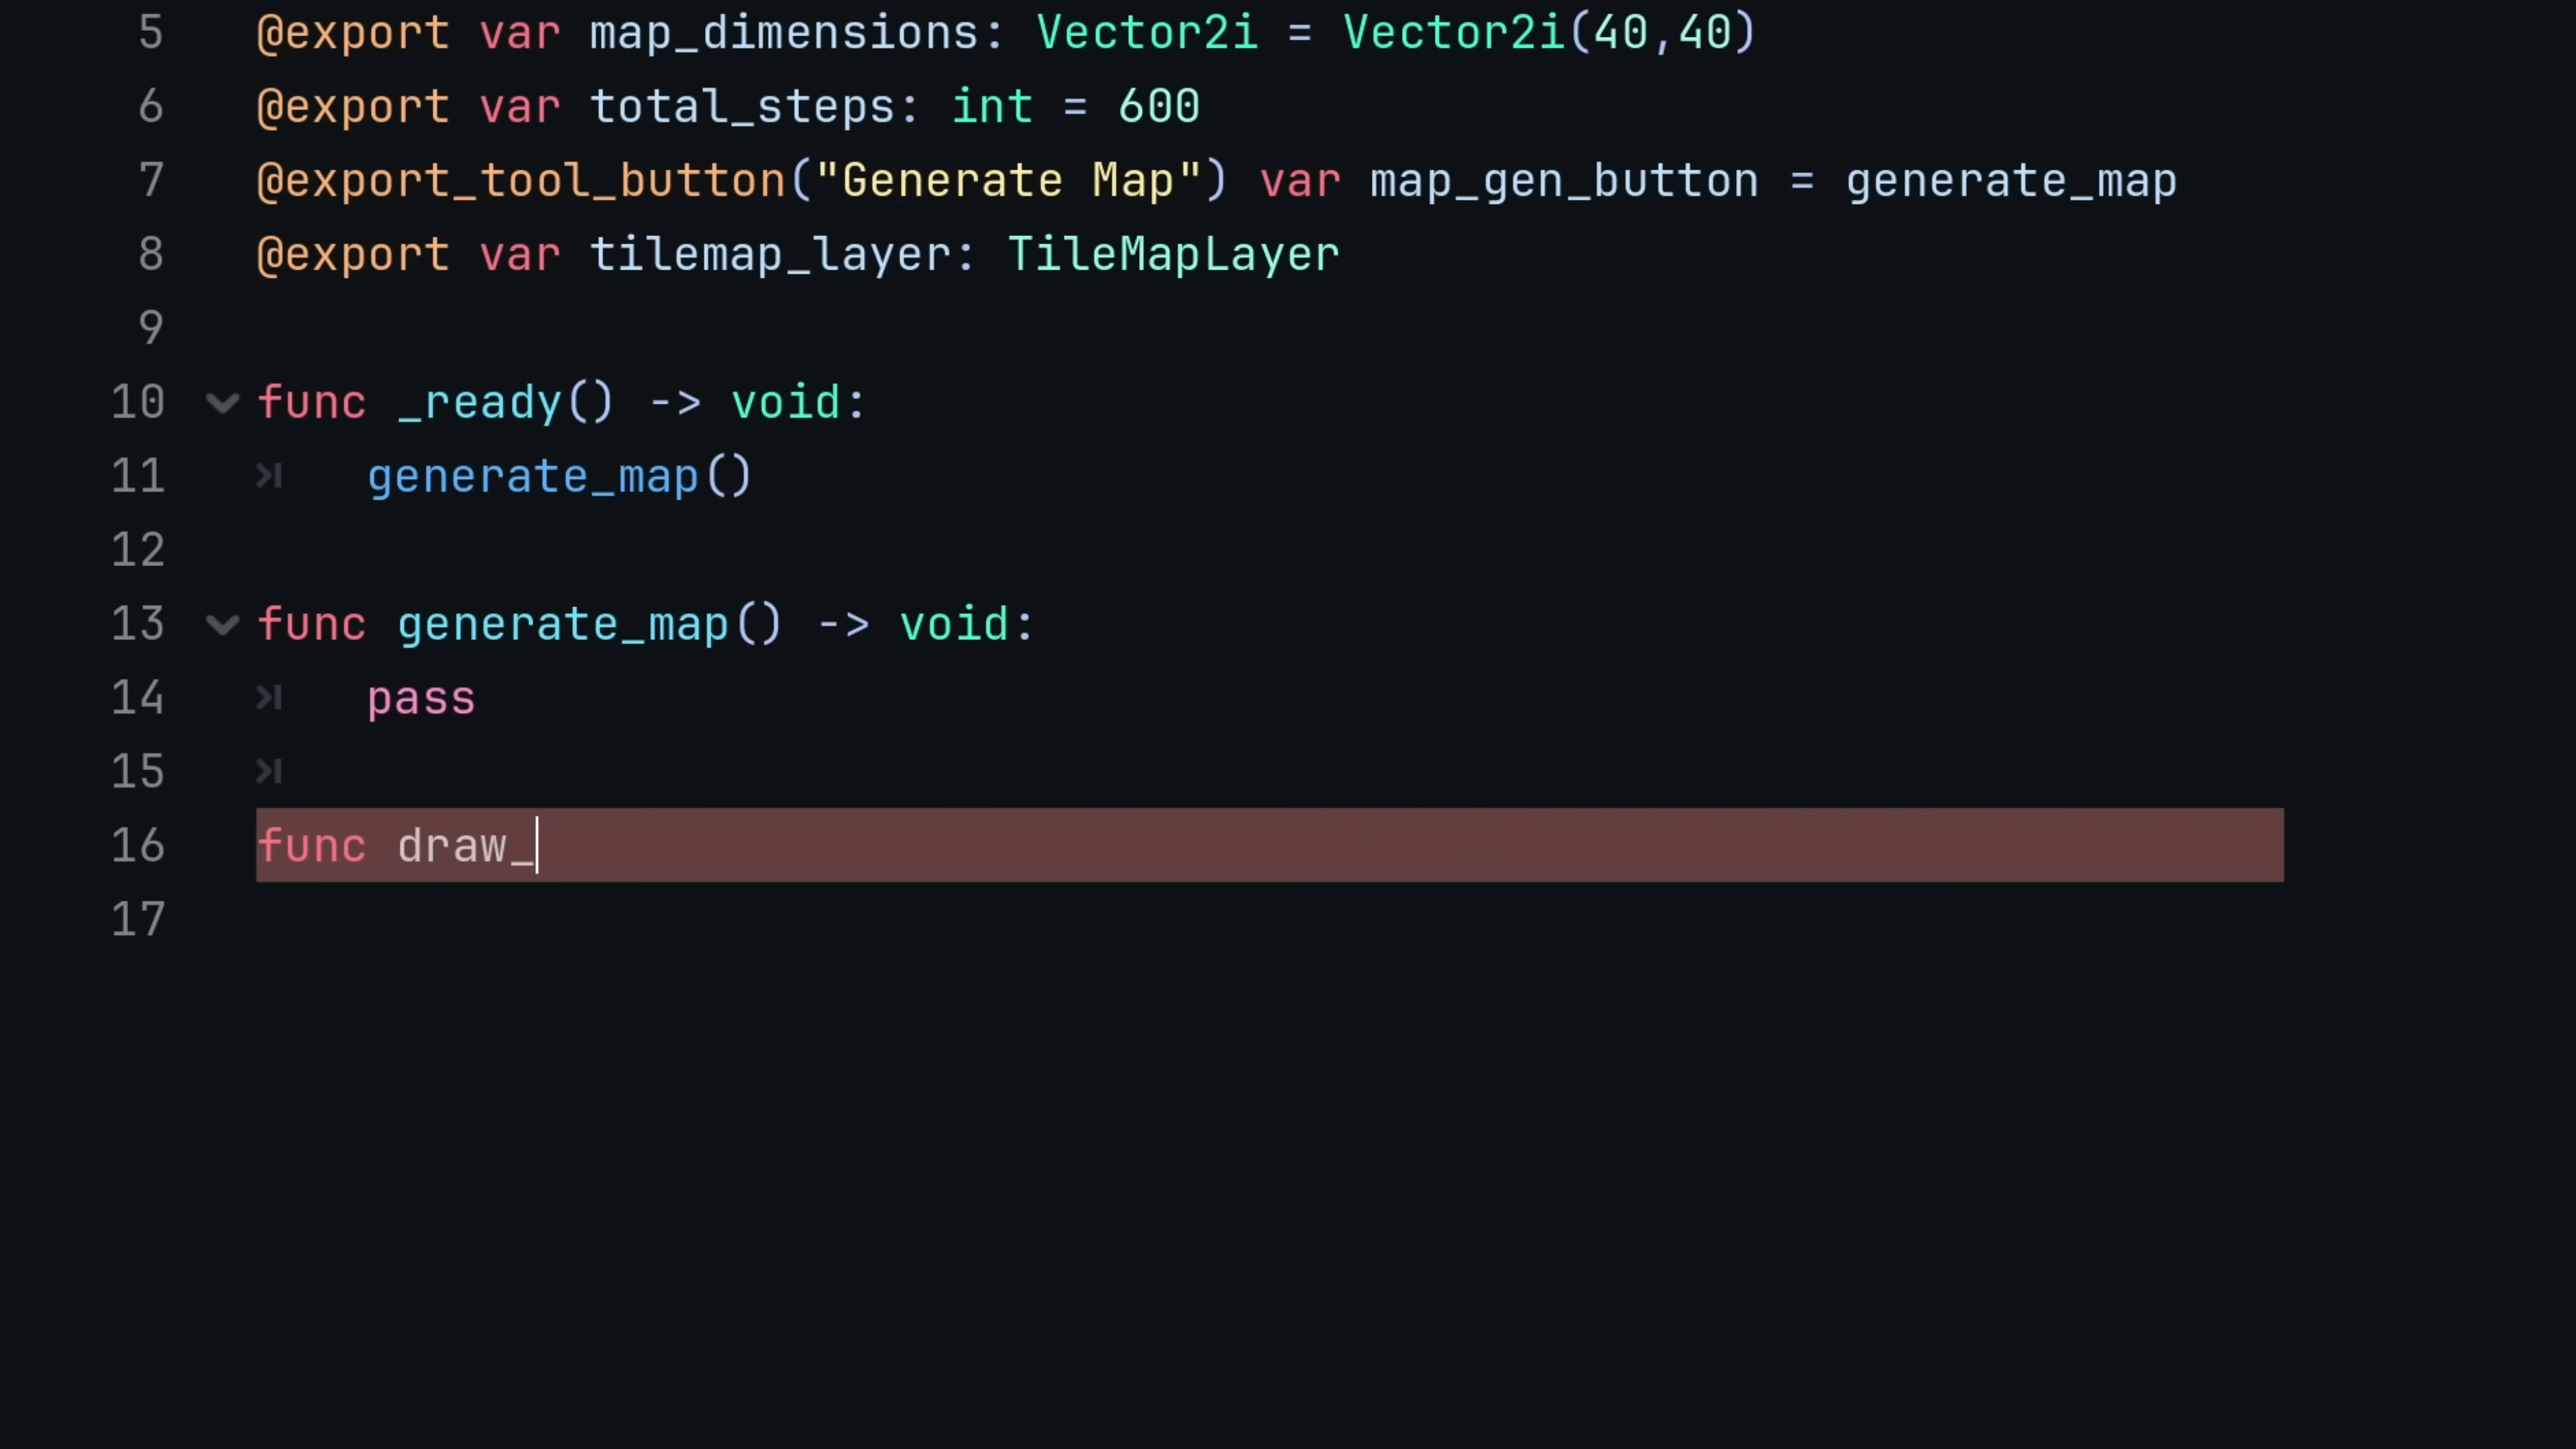 5 @export var map_dimensions: Vector2i = Vector2i(40,40)
6 @export var total_steps: int = 600
7 @export_tool_button("Generate Map") var map_gen_button = generate_map
8 @export var tilemap_layer: TileMapLayer
9
10 func _ready() -> void:
11 generate_map()
12
13 func generate_map() -> void:
14 pass
15
16 func draw_
17